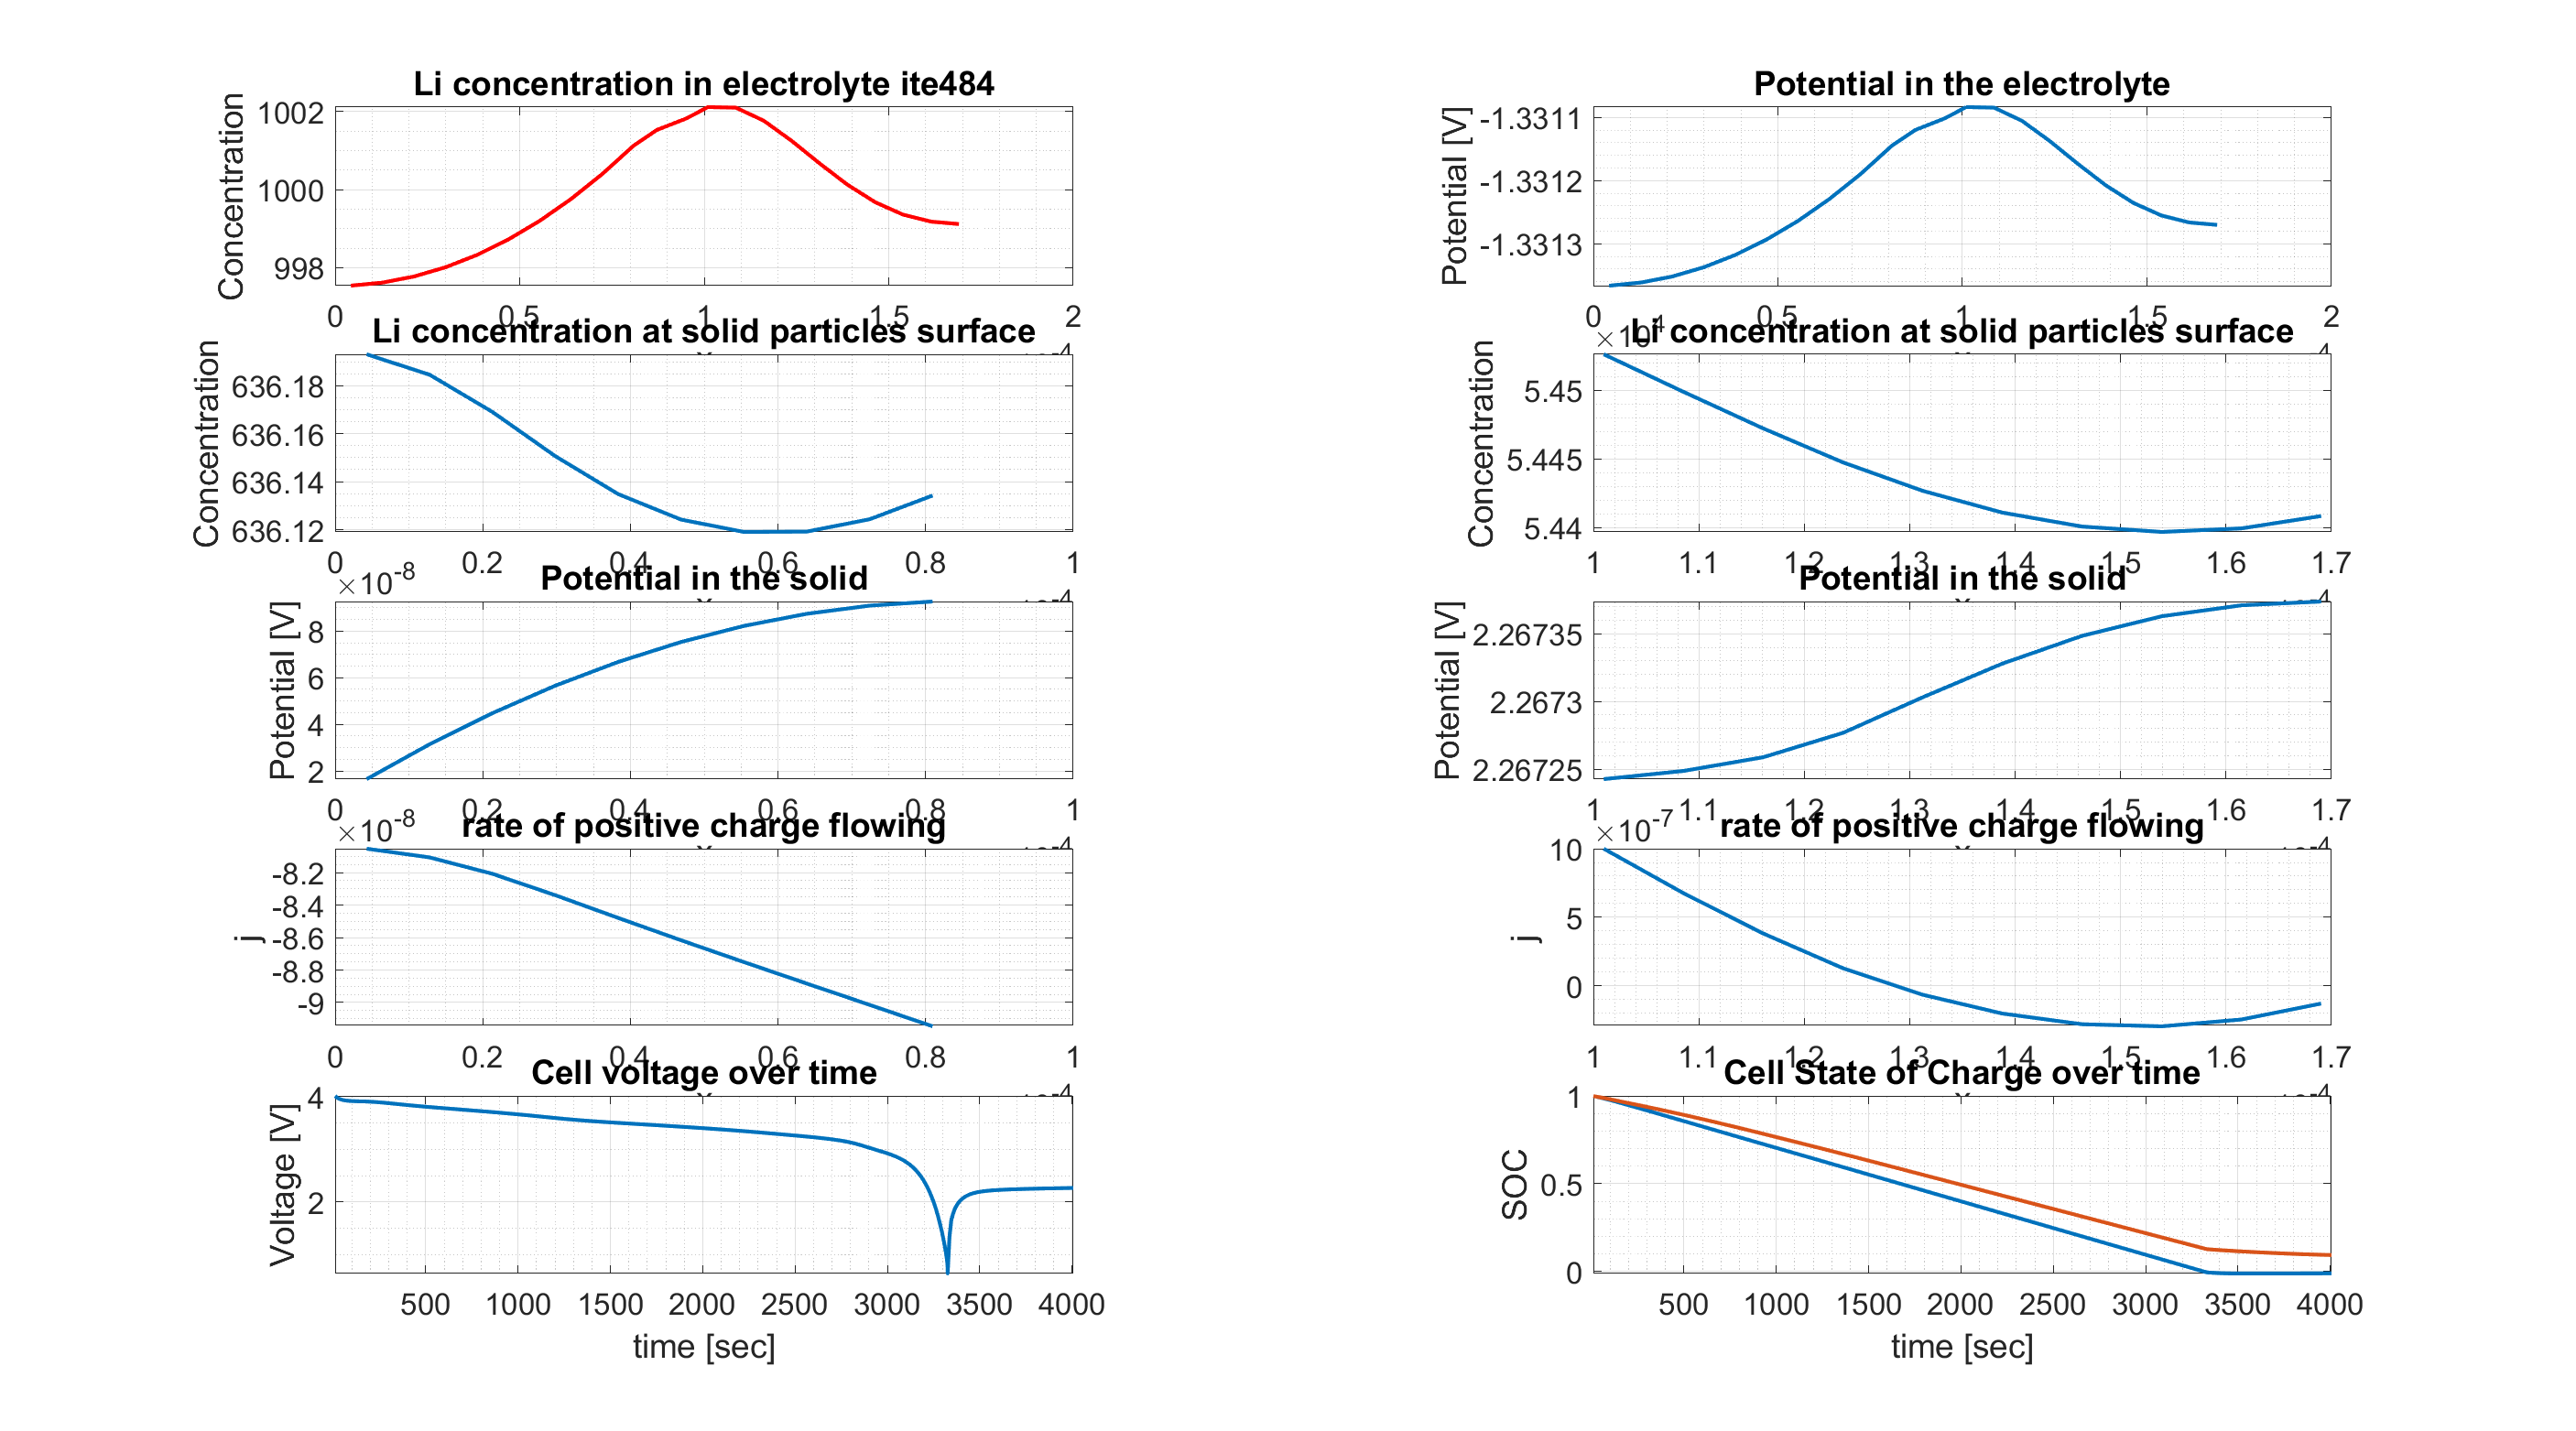 Li concentration in electrolyte ite484
Concentration
1002
1000
998
0 0.5 1 1.5 2
Potential in the electrolyte
Potential [V]
-1.3311
-1.3312
-1.3313
0 0.5 1 1.5 2
Li concentration at solid particles surface
Concentration
636.18
636.16
636.14
636.12
0 0.2 0.4 0.6 0.8 1
Li concentration at solid particles surface
Concentration
5.45
5.445
5.44
1 1.1 1.2 1.3 1.4 1.5 1.6 1.7
Potential in the solid
×10-8
Potential [V]
8
6
4
2
0 0.2 0.4 0.6 0.8 1
Potential in the solid
Potential [V]
2.26735
2.2673
2.26725
1 1.1 1.2 1.3 1.4 1.5 1.6 1.7
rate of positive charge flowing
×10-8
j
-8.2
-8.4
-8.6
-8.8
-9
0 0.2 0.4 0.6 0.8 1
rate of positive charge flowing
×10-7
j
10
5
0
1 1.1 1.2 1.3 1.4 1.5 1.6 1.7
Cell voltage over time
Voltage [V]
4
2
500 1000 1500 2000 2500 3000 3500 4000
time [sec]
Cell State of Charge over time
SOC
1
0.5
0
500 1000 1500 2000 2500 3000 3500 4000
time [sec]